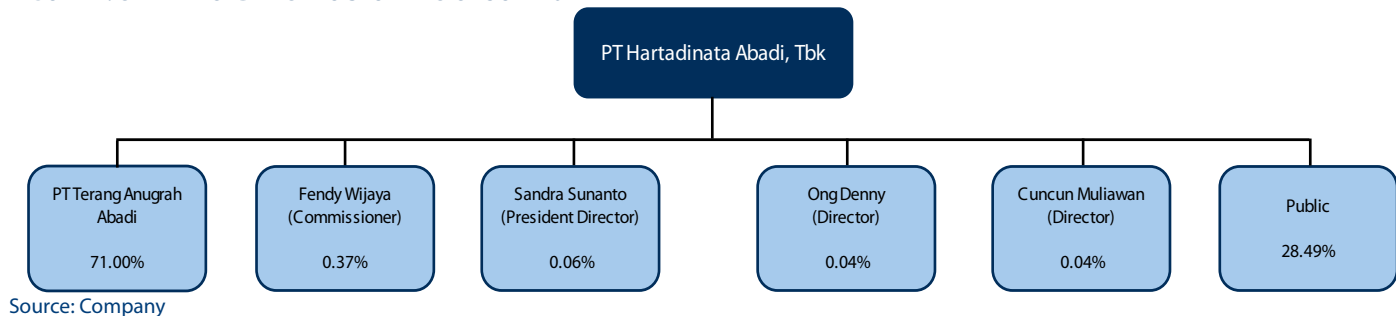 PT Hartadinata Abadi, Tbk
PT Terang Anugrah
Abadi
71.00%
Fendy Wijaya
(Commissioner)
0.37%
Sandra Sunanto
(President Director)
0.06%
Ong Denny
(Director)
0.04%
Cuncun Muliawan
(Director)
0.04%
Public
28.49%
Source: Company